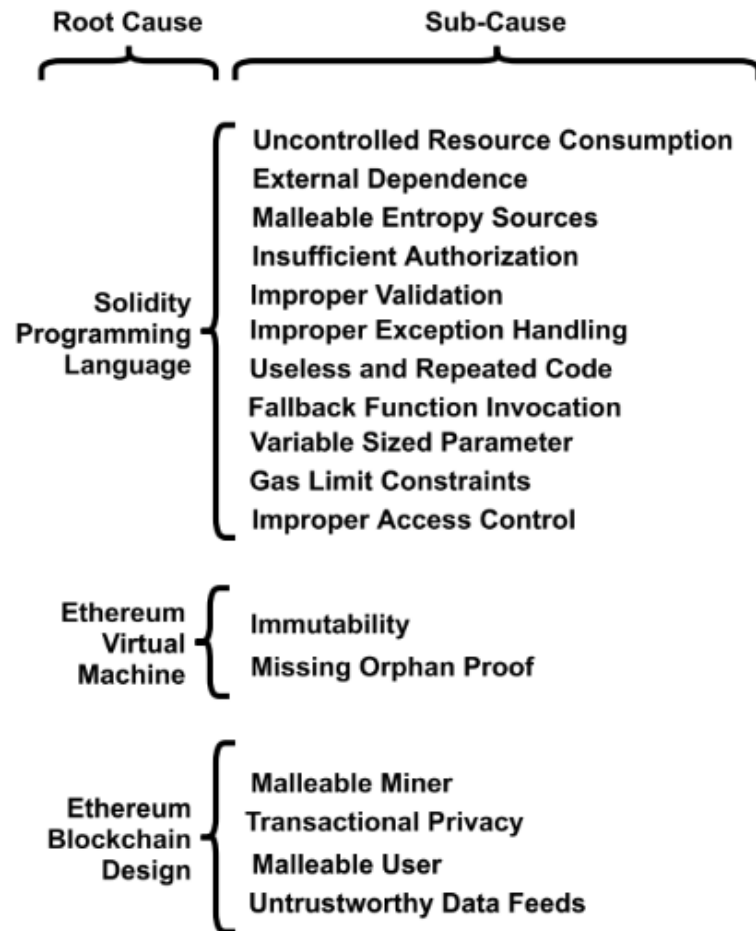 Root Cause
Sub-Cause
Solidity
Programming
Language
Uncontrolled Resource Consumption
External Dependence
Malleable Entropy Sources
Insufficient Authorization
Improper Validation
Improper Exception Handling
Useless and Repeated Code
Fallback Function Invocation
Variable Sized Parameter
Gas Limit Constraints
Improper Access Control
Ethereum
Virtual
Machine
Immutability
Missing Orphan Proof
Ethereum
Blockchain
Design
Malleable Miner
Transactional Privacy
Malleable User
Untrustworthy Data Feeds